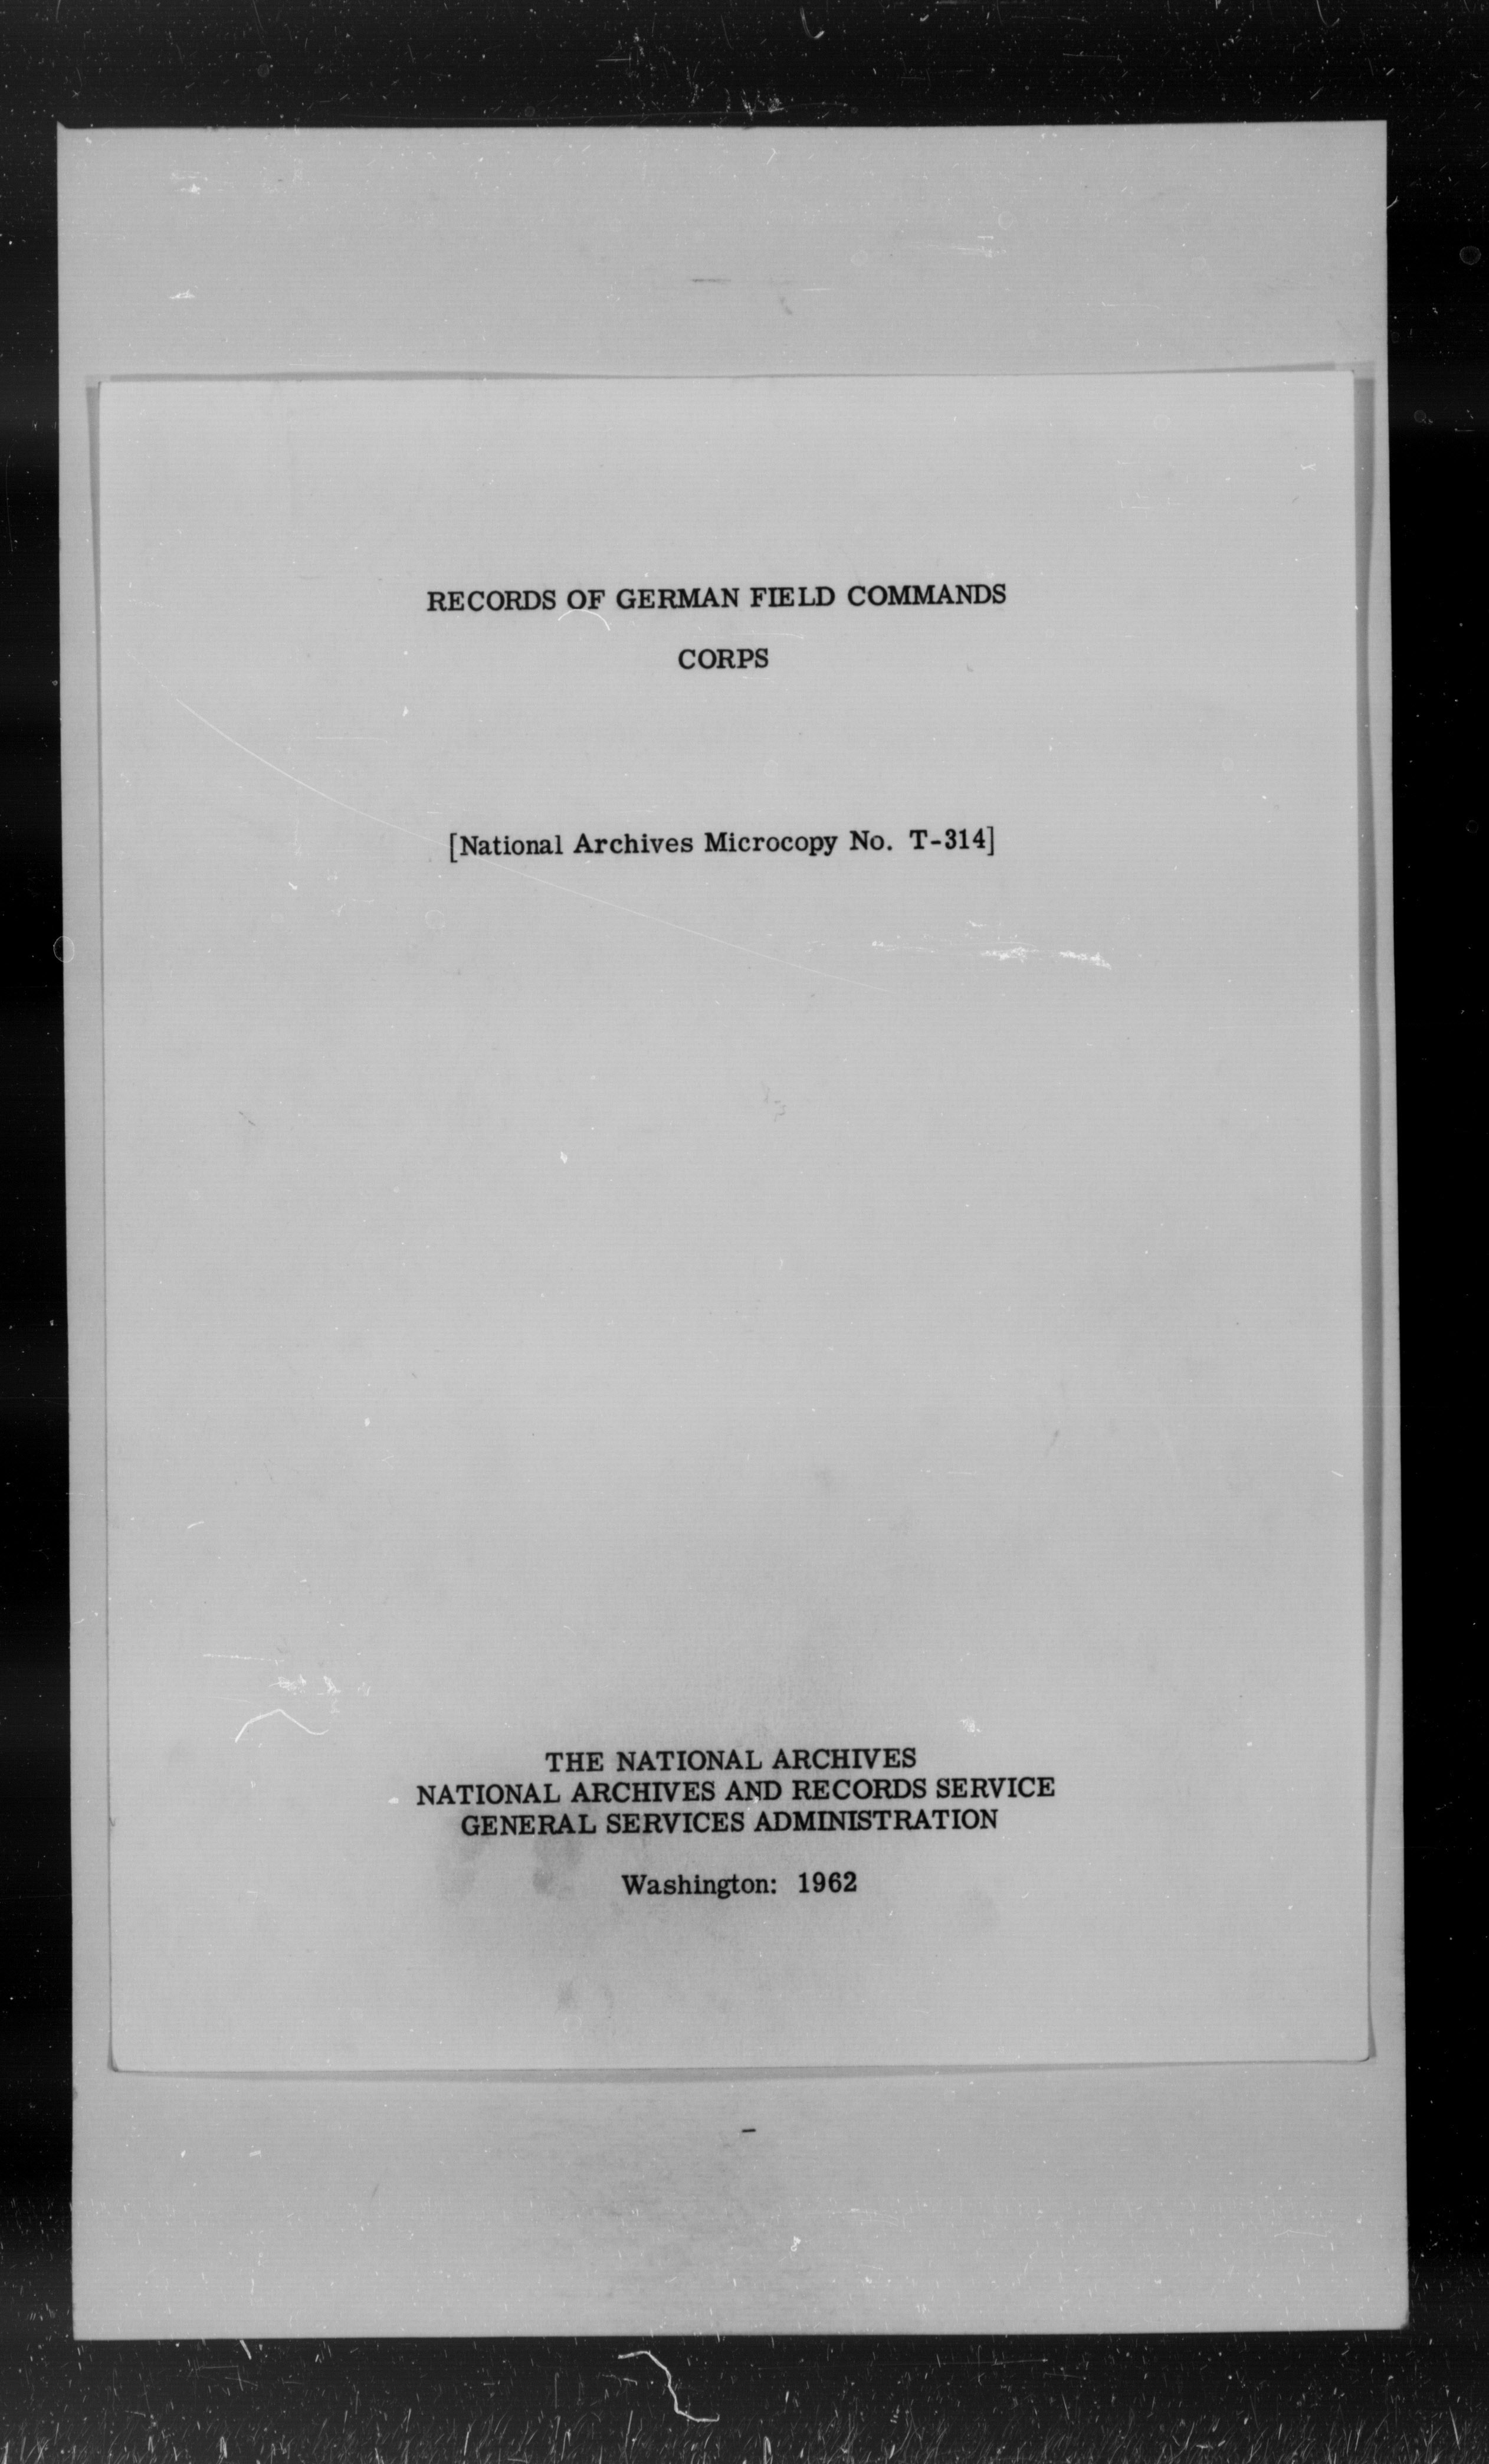 RECORDS OF GERMAN FIELD COMMANDS
CORPS
[National Archives Microcopy No. T-314]
THE NATIONAL ARCHIVES
NATIONAL ARCHIVES AND RECORDS SERVICE
GENERAL SERVICES ADMINISTRATION
Washington: 1962